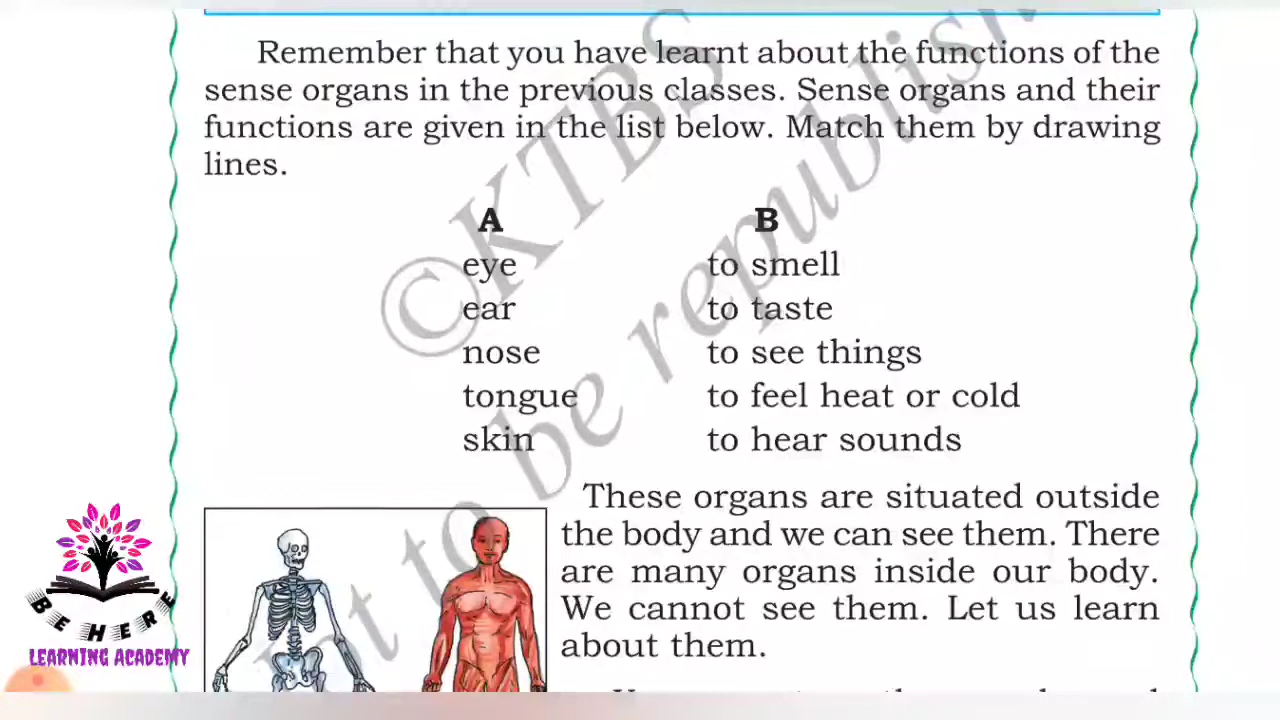 Remember that you have learnt about the functions of the
sense organs in the previous classes. Sense organs and their
functions are given in the list below. Match them by drawing
lines.
A B
eye to smell
ear to taste
nose to see things
tongue to feel heat or cold
skin to hear sounds
These organs are situated outside
the body and we can see them. There
are many organs inside our body.
We cannot see them. Let us learn
about them.
©KTBS
not to be republish
BE HERE
LEARNING ACADEMY